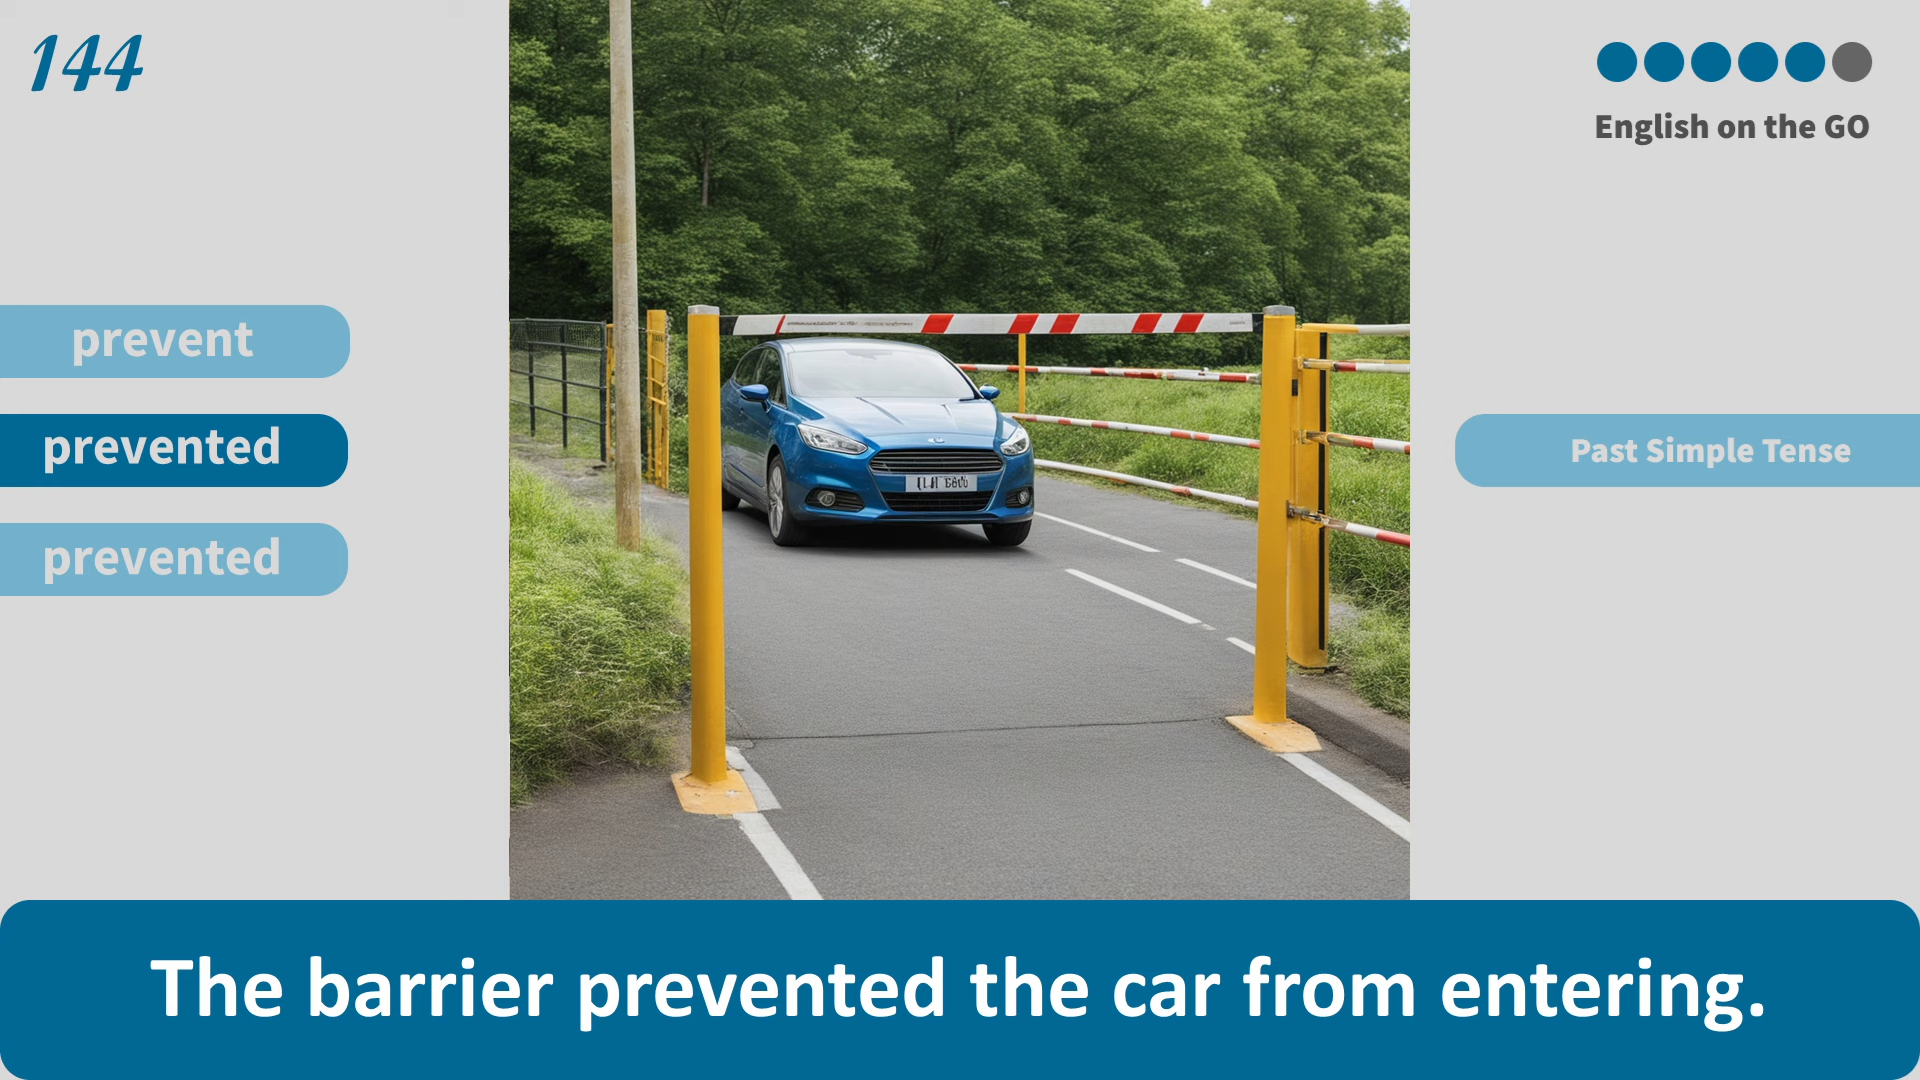 144
English on the GO
prevent
prevented
Past Simple Tense
prevented
The barrier prevented the car from entering.